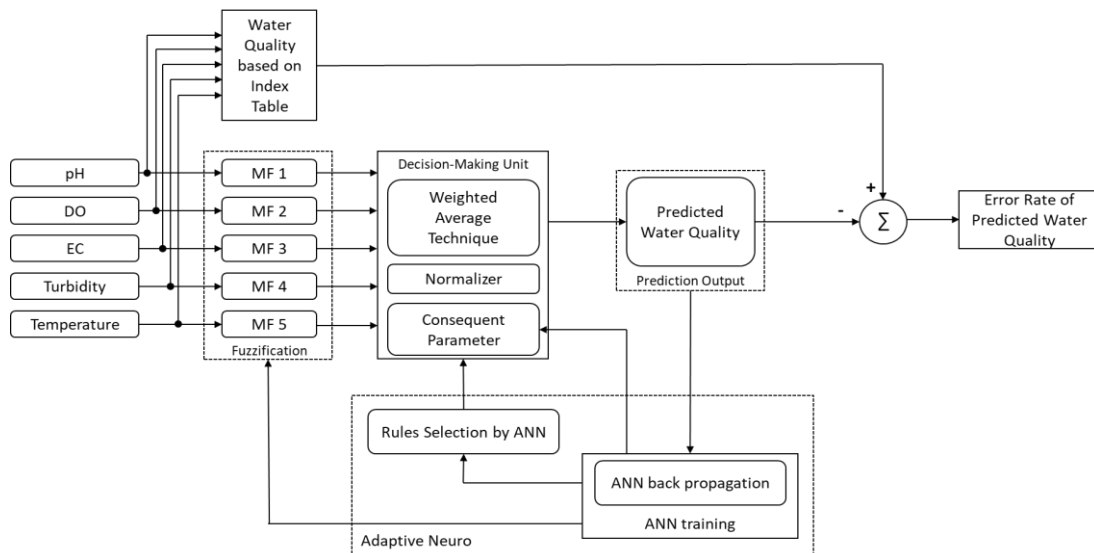 Water
Quality
based on
Index
Table
pH
DO
EC
Turbidity
Temperature
MF 1
MF 2
MF 3
MF 4
MF 5
Fuzzification
Decision-Making Unit
Weighted
Average
Technique
Normalizer
Consequent
Parameter
Predicted
Water Quality
Prediction Output
+
-
Σ
Error Rate of
Predicted Water
Quality
Rules Selection by ANN
ANN back propagation
ANN training
Adaptive Neuro